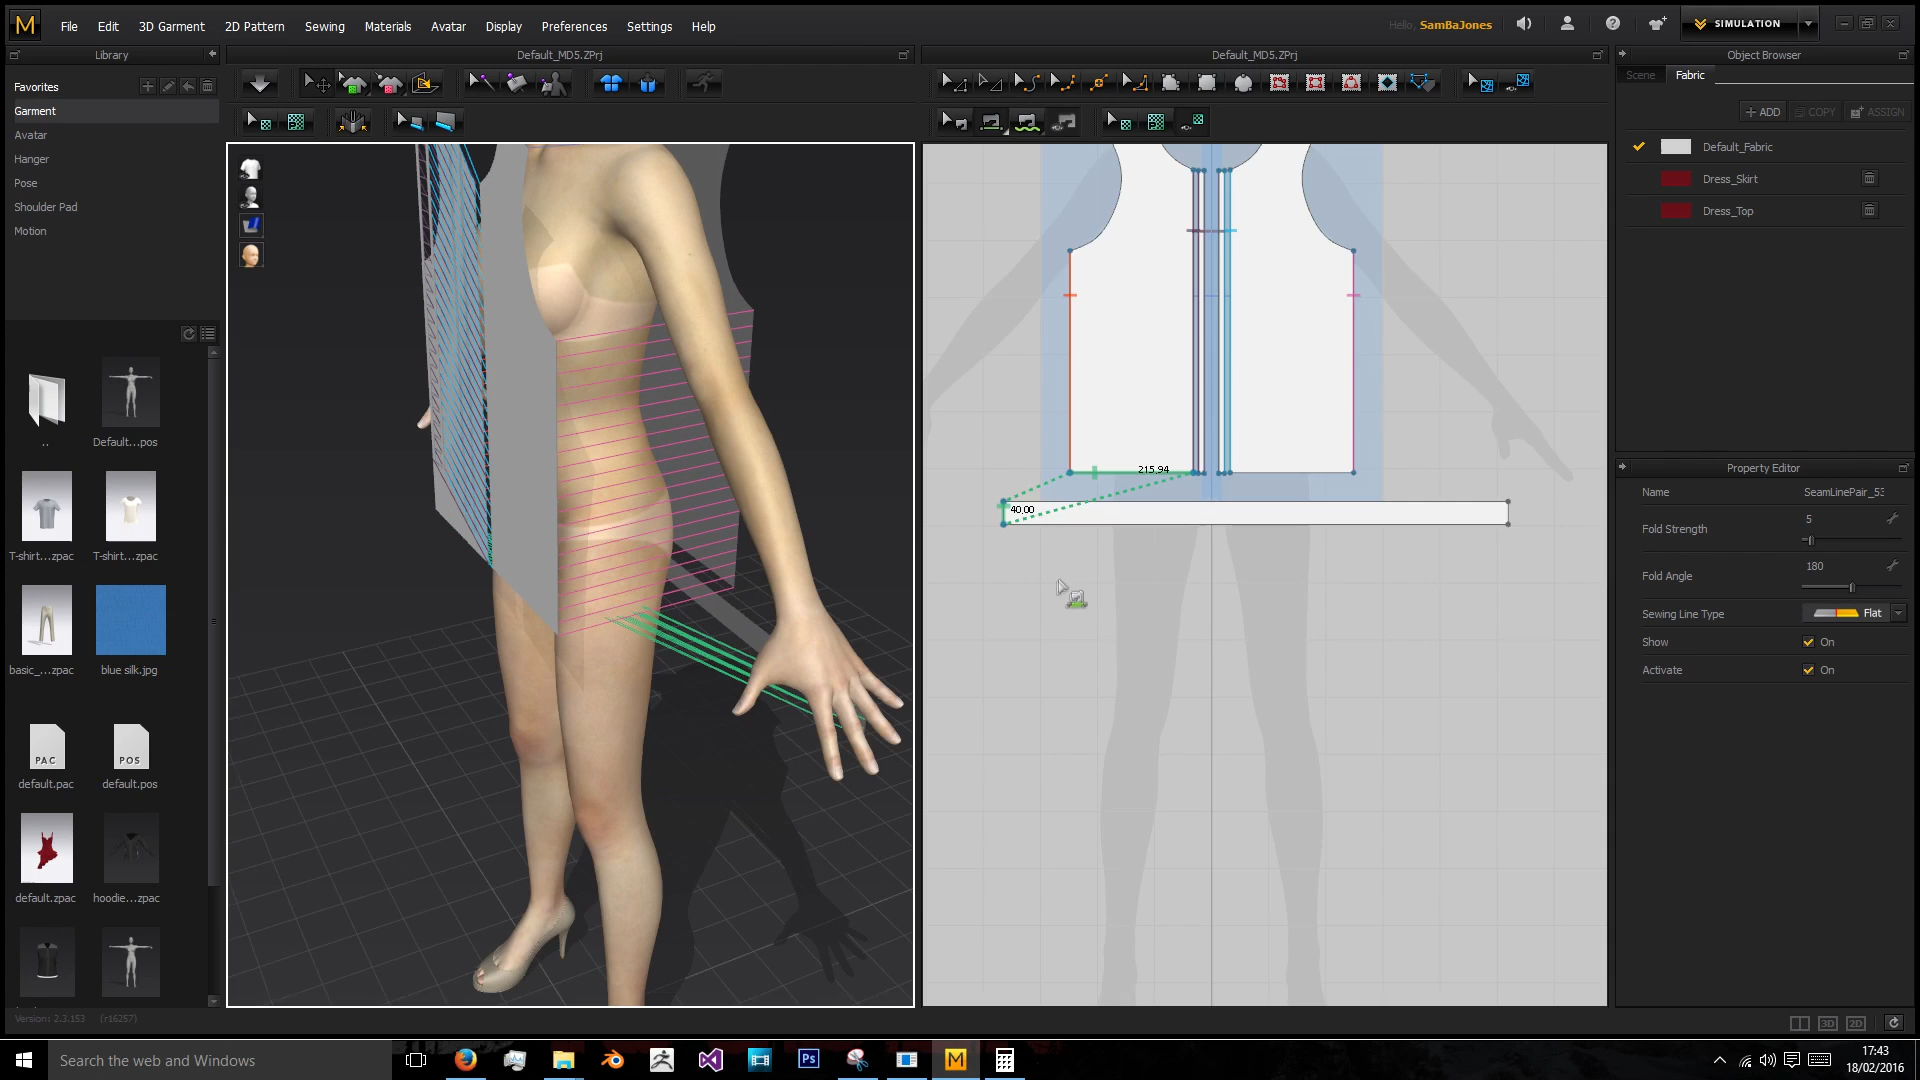 M File Edit 3D Garment 2D Pattern Sewing Materials Avatar Display Preferences Settings Help
Hello, SamBaJones
SIMULATION
Library
Default_MD5.ZPrj
Default_MD5.ZPrj
Object Browser
Scene Fabric
Favorites
Garment
Avatar
Hanger
Pose
Shoulder Pad
Motion
+ ADD COPY ASSIGN
Default_Fabric
Dress_Skirt
Dress_Top
..
Default...pos
T-shirt...zpac
T-shirt...zpac
basic_...zpac
blue silk.jpg
PAC
POS
default.pac
default.pos
default.zpac
hoodie...zpac
215,94
40,00
Property Editor
Name SeamLinePair_53
Fold Strength 5
Fold Angle 180
Sewing Line Type Flat
Show On
Activate On
Version: 2.3.153 (r16257)
3D 2D
Search the web and Windows
Ps
M
17:43
18/02/2016